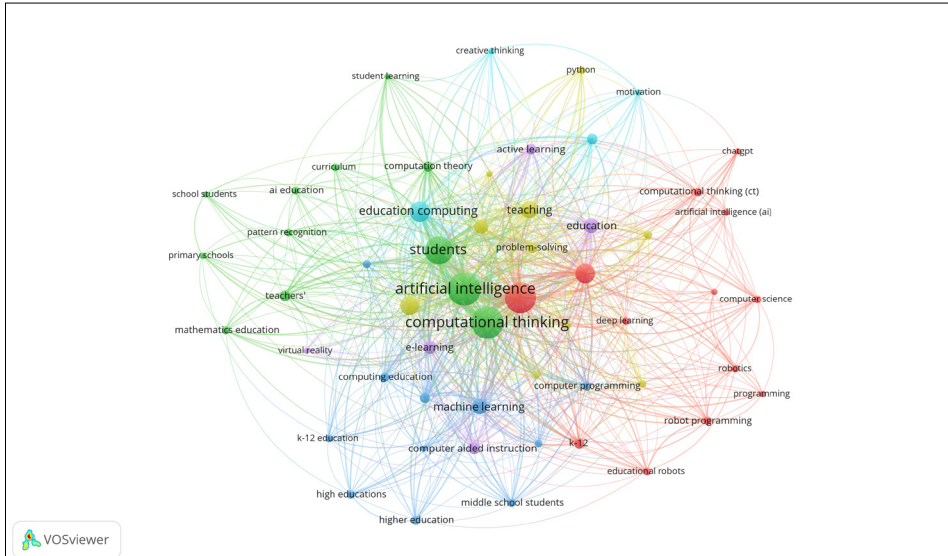 creative thinking
python
student learning
motivation
active learning
chatgpt
curriculum
computation theory
school students
ai education
computational thinking (ct)
education computing
teaching
artificial intelligence (ai)
education
pattern recognition
students
problem-solving
primary schools
artificial intelligence
teachers'
computer science
mathematics education
computational thinking
deep learning
virtual reality
e-learning
robotics
computing education
computer programming
programming
machine learning
robot programming
k-12 education
computer aided instruction
k-12
educational robots
high educations
middle school students
higher education
VOSviewer